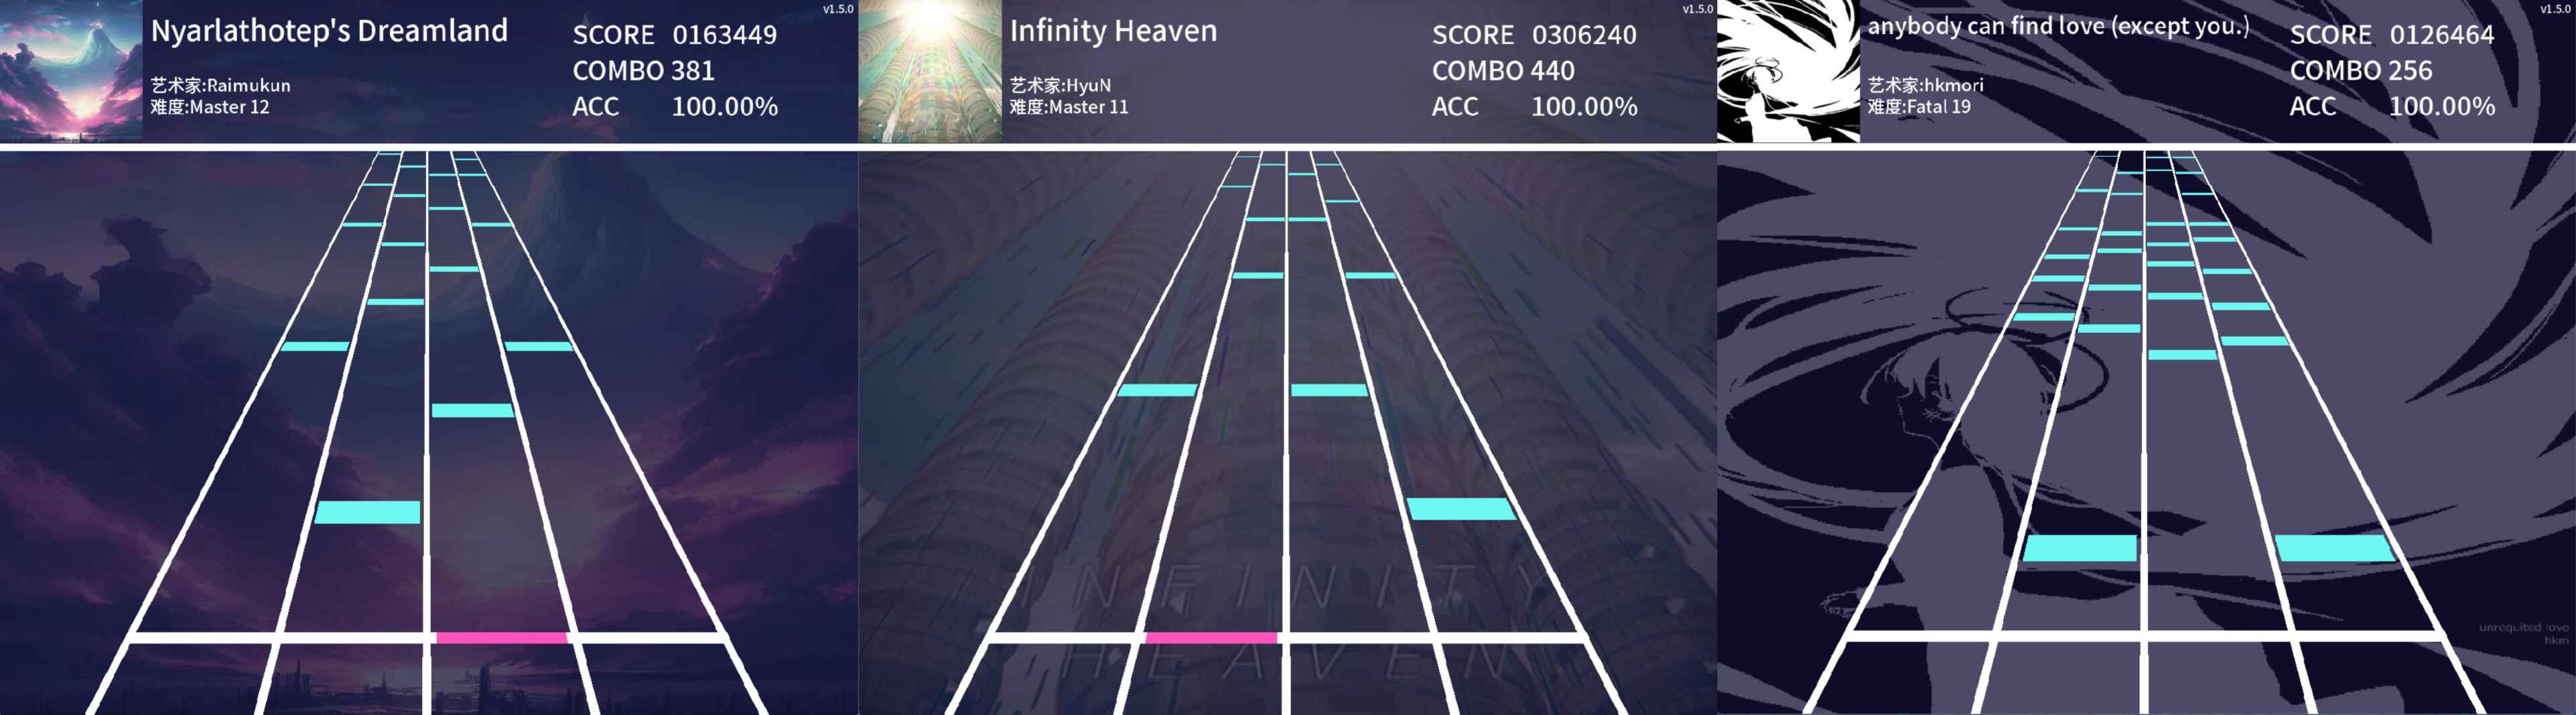 Nyarlathotep's Dreamland
艺术家:Raimukun
难度:Master 12
SCORE 0163449
COMBO 381
ACC 100.00%
v1.5.0
Infinity Heaven
艺术家:HyuN
难度:Master 11
SCORE 0306240
COMBO 440
ACC 100.00%
v1.5.0
INFINITY
HEAVEN
anybody can find love (except you.)
艺术家:hkmori
难度:Fatal 19
SCORE 0126464
COMBO 256
ACC 100.00%
v1.5.0
unrequited love
hkm